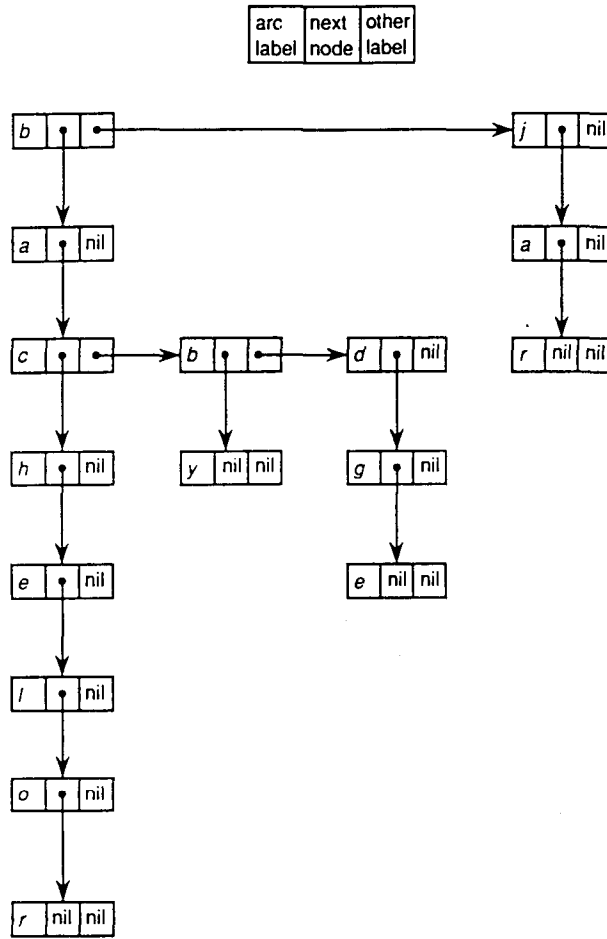 arc next other
label node label
b j nil
a nil a nil
c b d nil r nil nil
h nil y nil nil g nil
e nil e nil nil
l nil
o nil
r nil nil